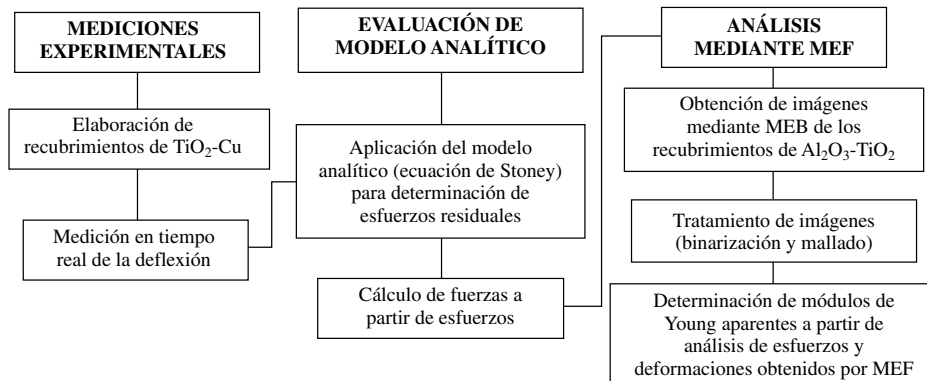 MEDICIONES
EXPERIMENTALES
Elaboración de
recubrimientos de TiO₂-Cu
Medición en tiempo
real de la deflexión
EVALUACIÓN DE
MODELO ANALÍTICO
Aplicación del modelo
analítico (ecuación de Stoney)
para determinación de
esfuerzos residuales
Cálculo de fuerzas a
partir de esfuerzos
ANÁLISIS
MEDIANTE MEF
Obtención de imágenes
mediante MEB de los
recubrimientos de Al₂O₃-TiO₂
Tratamiento de imágenes
(binarización y mallado)
Determinación de módulos de
Young aparentes a partir de
análisis de esfuerzos y
deformaciones obtenidos por MEF